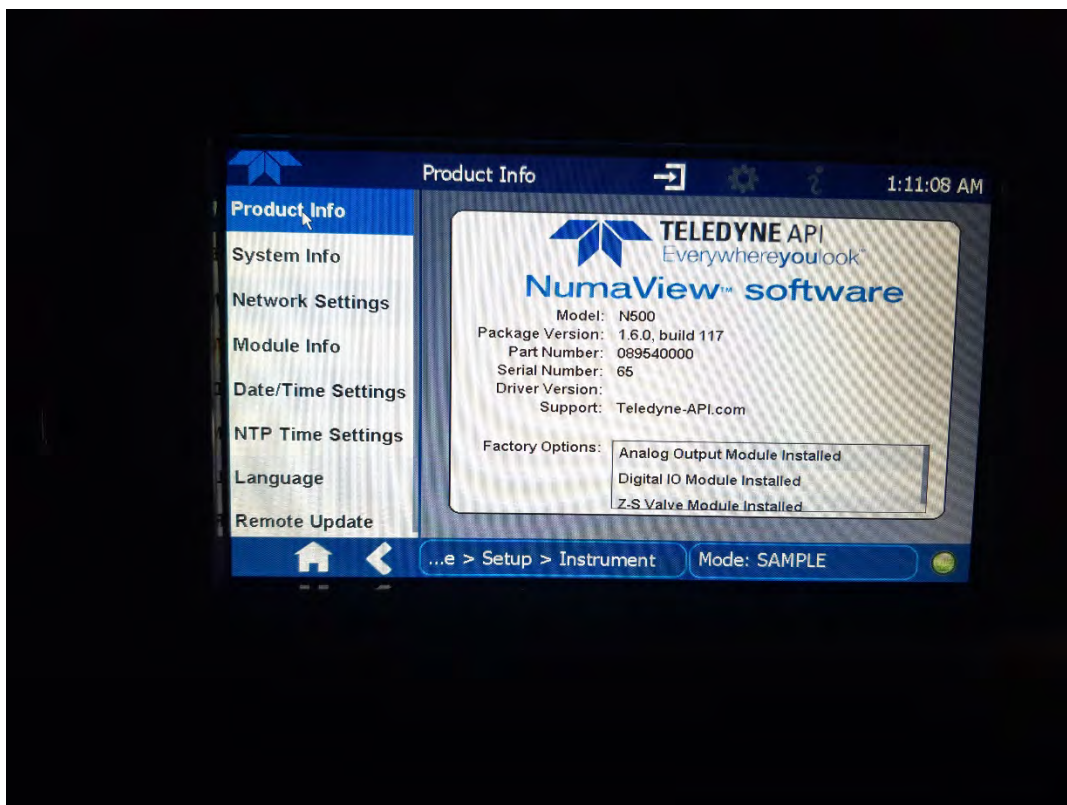 Product Info
1:11:08 AM
Product Info
System Info
Network Settings
Module Info
Date/Time Settings
NTP Time Settings
Language
Remote Update
TELEDYNE API
Everywhereyoulook™
NumaView™ software
Model: N500
Package Version: 1.6.0, build 117
Part Number: 089540000
Serial Number: 65
Driver Version:
Support: Teledyne-API.com
Factory Options: Analog Output Module Installed
Digital IO Module Installed
Z-S Valve Module Installed
...e > Setup > Instrument
Mode: SAMPLE